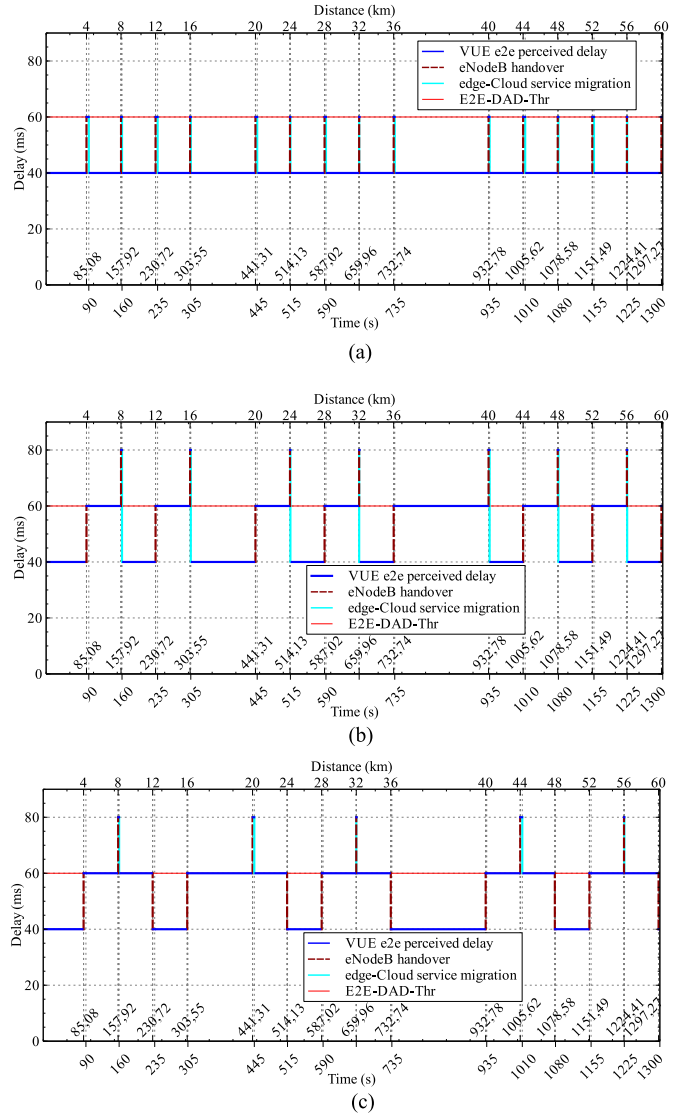 Distance (km)
4 8 12 16 20 24 28 32 36 40 44 48 52 56 60
VUE e2e perceived delay
eNodeB handover
edge-Cloud service migration
E2E-DAD-Thr
80
60
40
20
0
Delay (ms)
85,08 157,92 230,72 303,55 441,31 514,13 587,02 659,96 732,74 932,78 1005,62 1078,58 1151,49 1224,41 1297,27
90 160 235 305 445 515 590 735 935 1010 1080 1155 1225 1300
Time (s)
(a)
Distance (km)
4 8 12 16 20 24 28 32 36 40 44 48 52 56 60
80
60
40
20
0
Delay (ms)
VUE e2e perceived delay
eNodeB handover
edge-Cloud service migration
E2E-DAD-Thr
85,08 157,92 230,72 303,55 441,31 514,13 587,02 659,96 732,74 932,78 1005,62 1078,58 1151,49 1224,41 1297,27
90 160 235 305 445 515 590 735 935 1010 1080 1155 1225 1300
Time (s)
(b)
Distance (km)
4 8 12 16 20 24 28 32 36 40 44 48 52 56 60
80
60
40
20
0
Delay (ms)
VUE e2e perceived delay
eNodeB handover
edge-Cloud service migration
E2E-DAD-Thr
85,08 157,92 230,72 303,55 441,31 514,13 587,02 659,96 732,74 932,78 1005,62 1078,58 1151,49 1224,41 1297,27
90 160 235 305 445 515 590 735 935 1010 1080 1155 1225 1300
Time (s)
(c)